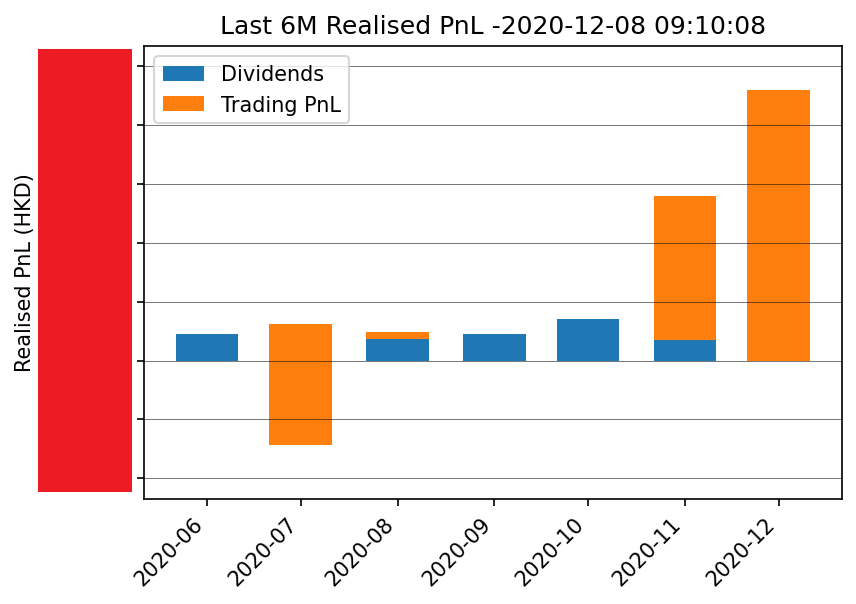 Last 6M Realised PnL -2020-12-08 09:10:08
Dividends
Trading PnL
Realised PnL (HKD)
2020-06
2020-07
2020-08
2020-09
2020-10
2020-11
2020-12